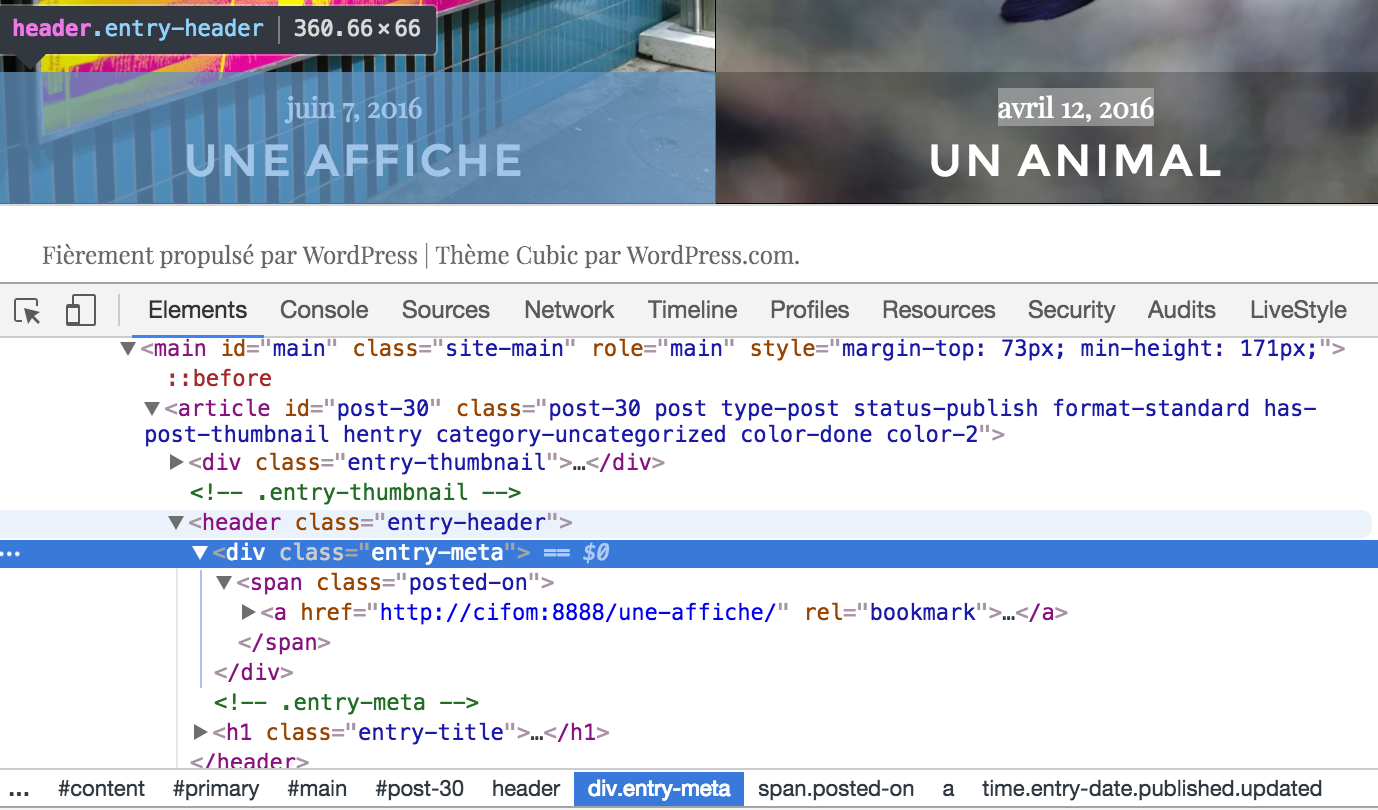 header.entry-header | 360.66×66
juin 7, 2016
UNE AFFICHE
avril 12, 2016
UN ANIMAL
Fièrement propulsé par WordPress | Thème Cubic par WordPress.com.
Elements Console Sources Network Timeline Profiles Resources Security Audits LiveStyle
▼<main id="main" class="site-main" role="main" style="margin-top: 73px; min-height: 171px;">
::before
▼<article id="post-30" class="post-30 post type-post status-publish format-standard has-
post-thumbnail hentry category-uncategorized color-done color-2">
▶<div class="entry-thumbnail">…</div>
<!-- .entry-thumbnail -->
▼<header class="entry-header">
… ▼<div class="entry-meta"> == $0
▼<span class="posted-on">
▶<a href="http://cifom:8888/une-affiche/" rel="bookmark">…</a>
</span>
</div>
<!-- .entry-meta -->
▶<h1 class="entry-title">…</h1>
</header>
… #content #primary #main #post-30 header div.entry-meta span.posted-on a time.entry-date.published.updated